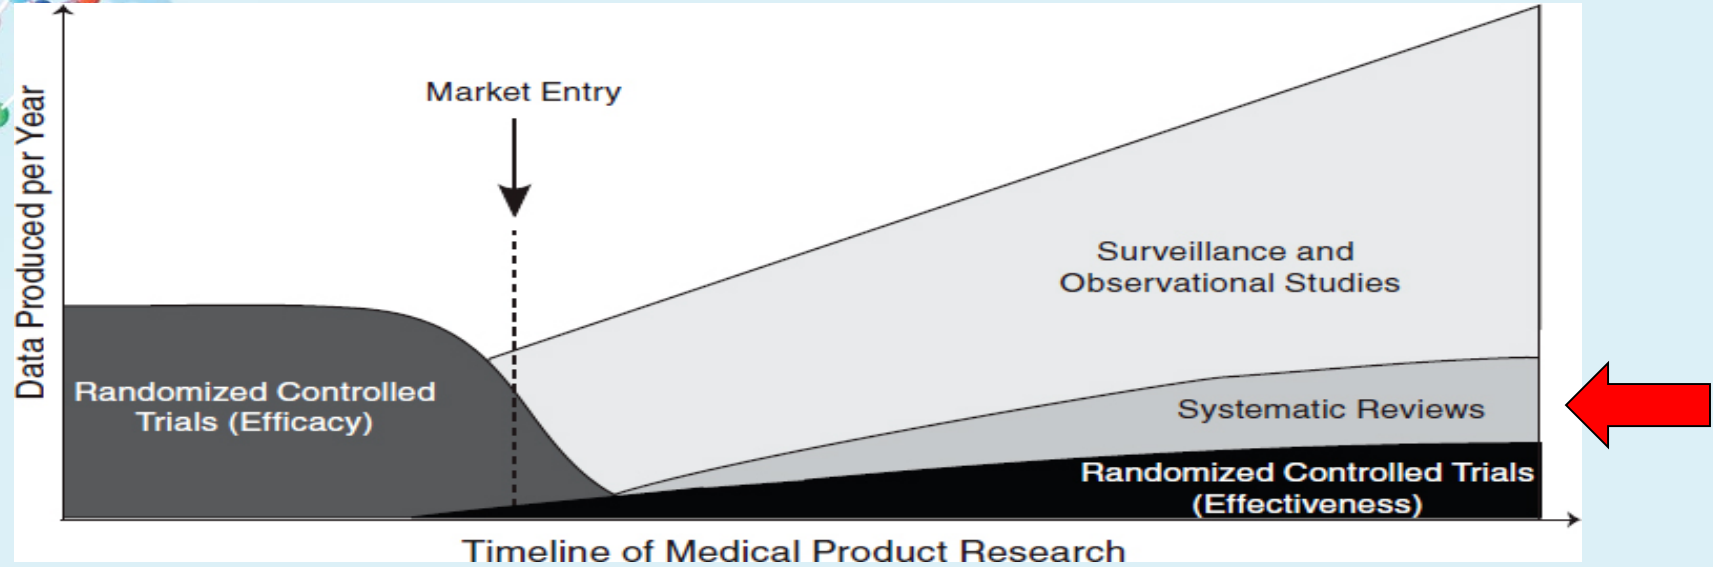 Market Entry
Data Produced per Year
Surveillance and
Observational Studies
Randomized Controlled
Trials (Efficacy)
Systematic Reviews
Randomized Controlled Trials
(Effectiveness)
Timeline of Medical Product Research